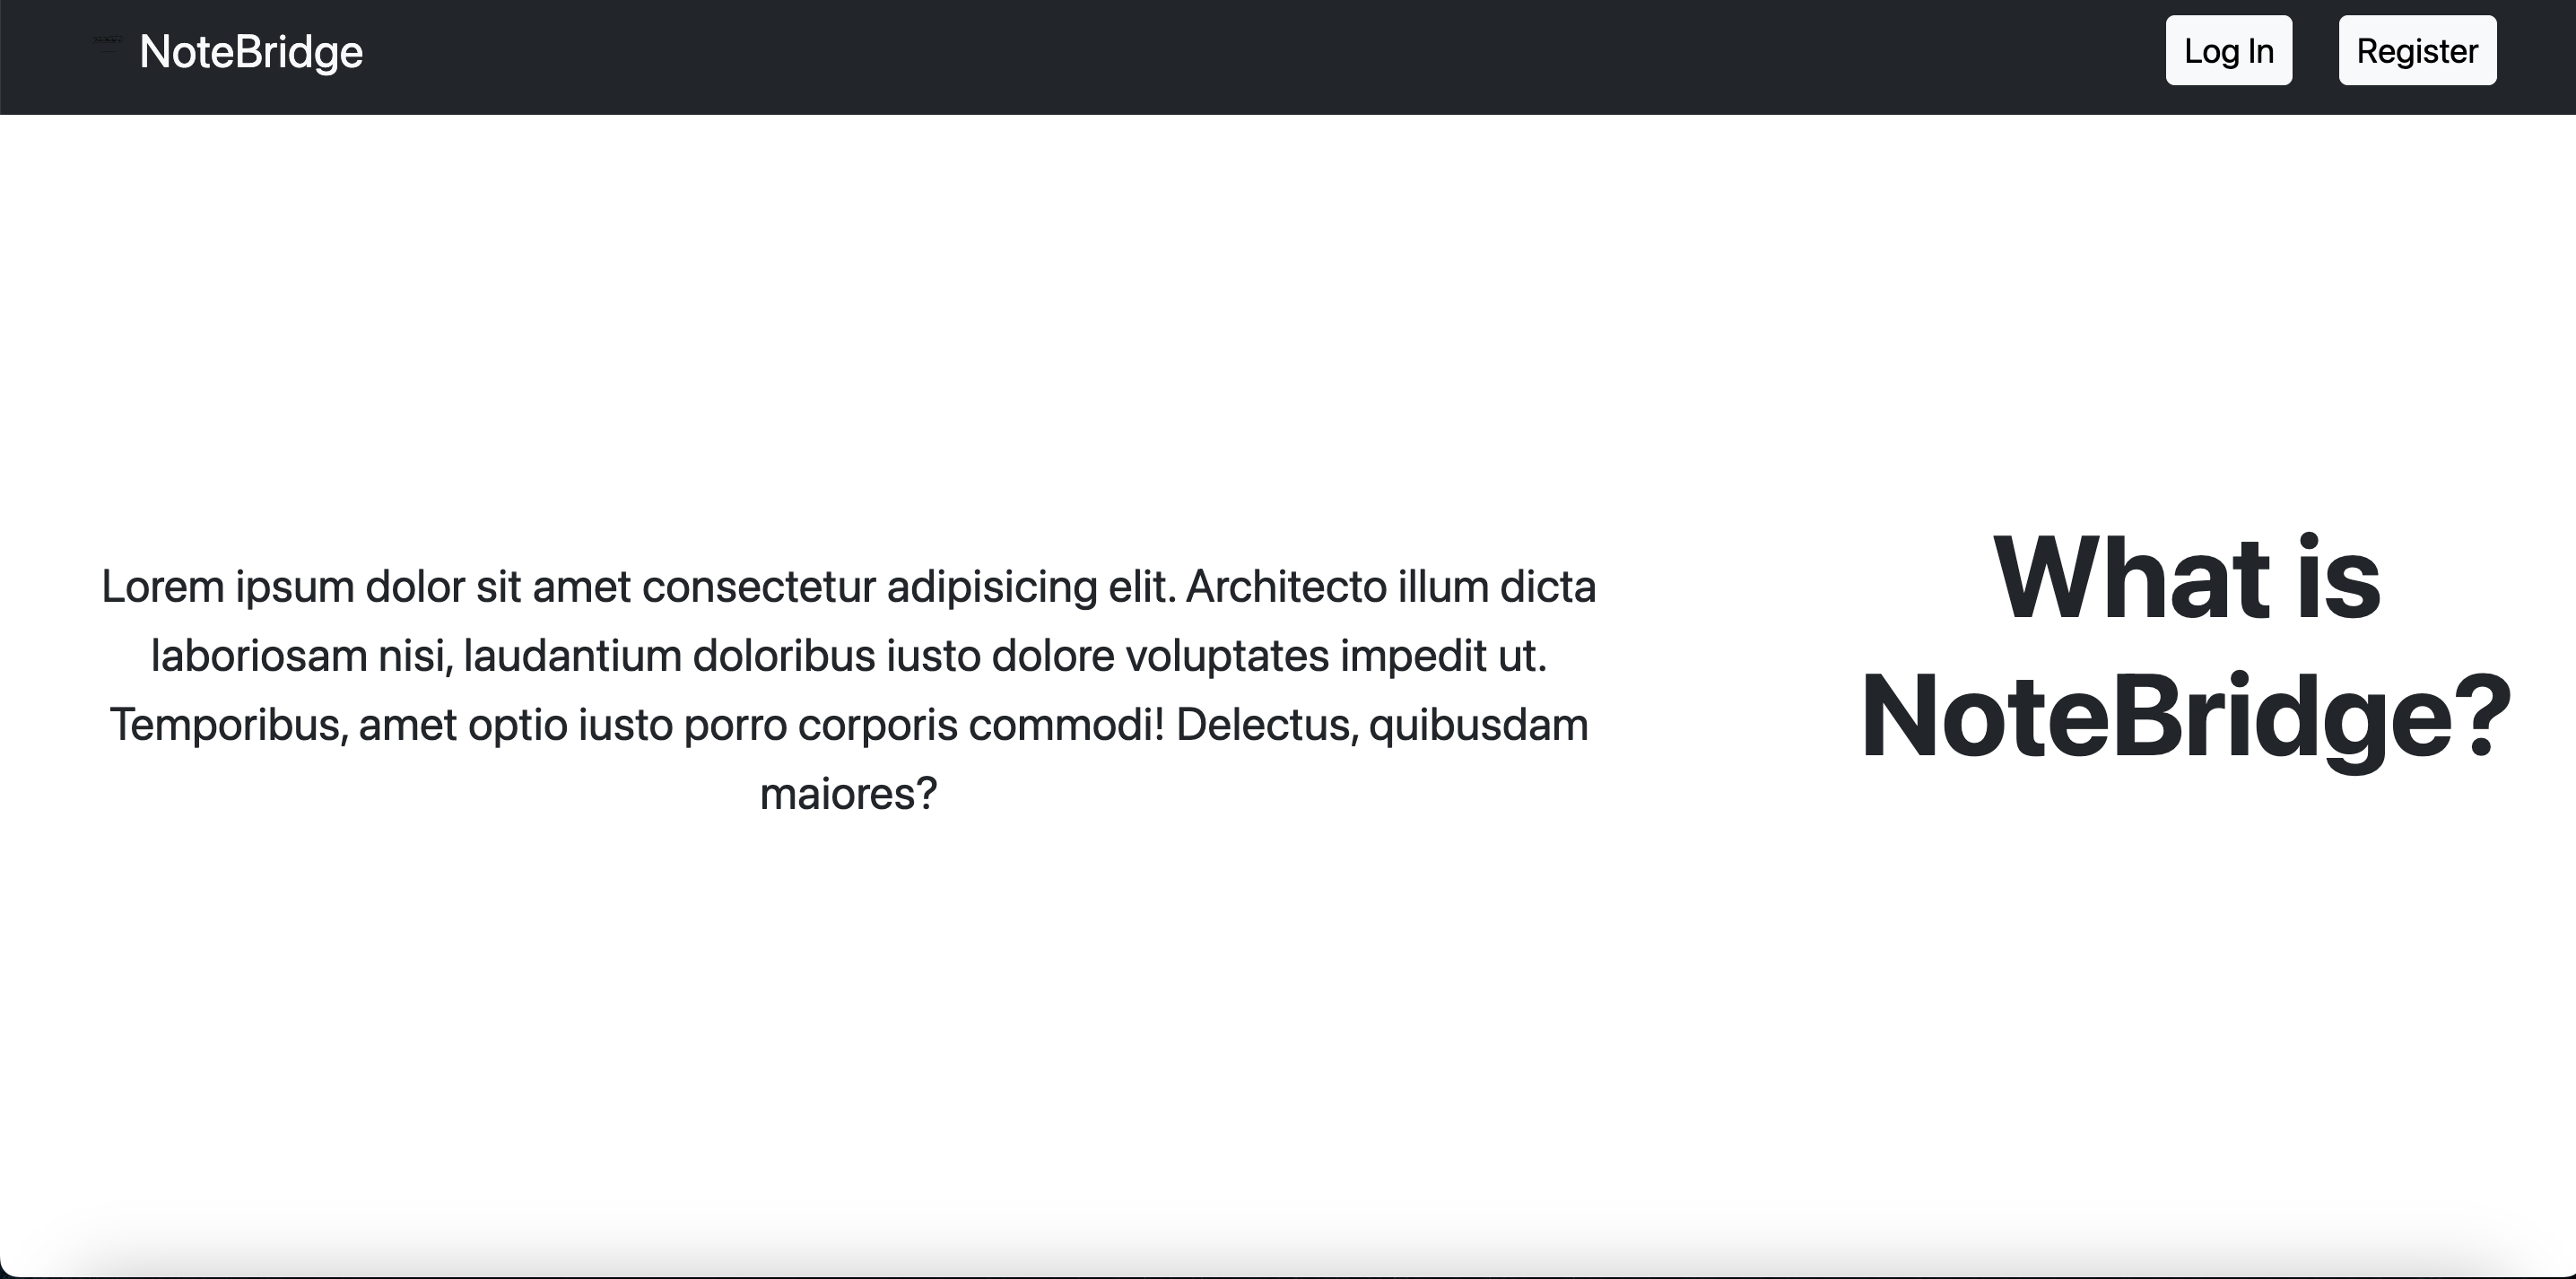 NoteBridge
Log In
Register
Lorem ipsum dolor sit amet consectetur adipisicing elit. Architecto illum dicta
laboriosam nisi, laudantium doloribus iusto dolore voluptates impedit ut.
Temporibus, amet optio iusto porro corporis commodi! Delectus, quibusdam
maiores?
What is
NoteBridge?